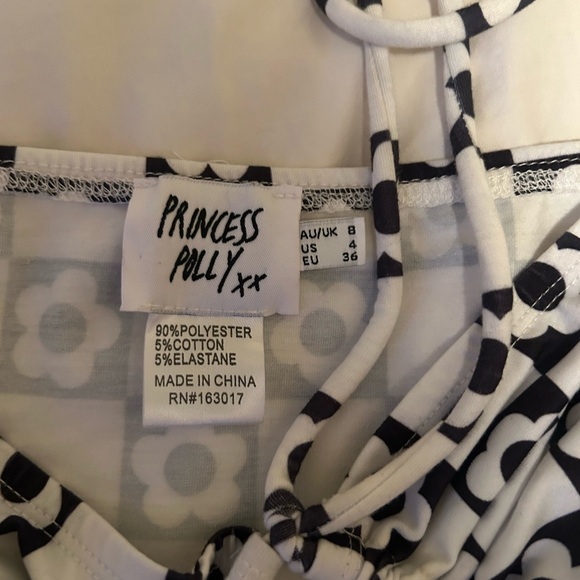 PRINCESS
POLLY xx
AU/UK 8
US 4
EU 36
90%POLYESTER
5%COTTON
5%ELASTANE
MADE IN CHINA
RN#163017